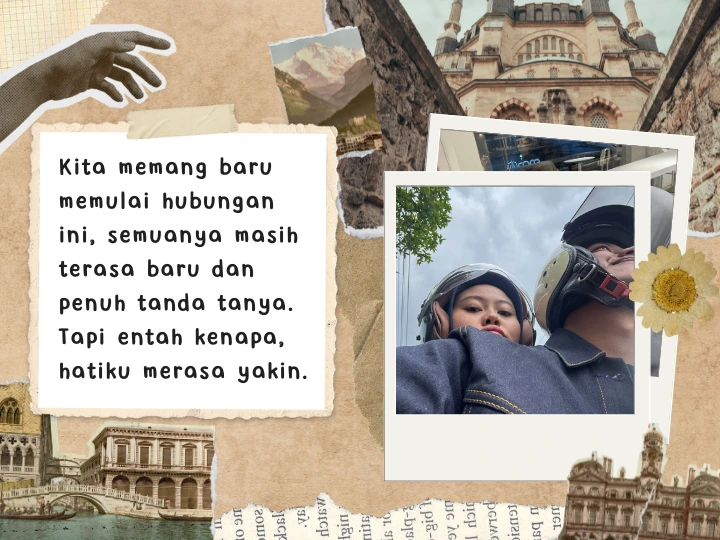 Kita memang baru
memulai hubungan
ini, semuanya masih
terasa baru dan
penuh tanda tanya.
Tapi entah kenapa,
hatiku merasa yakin.